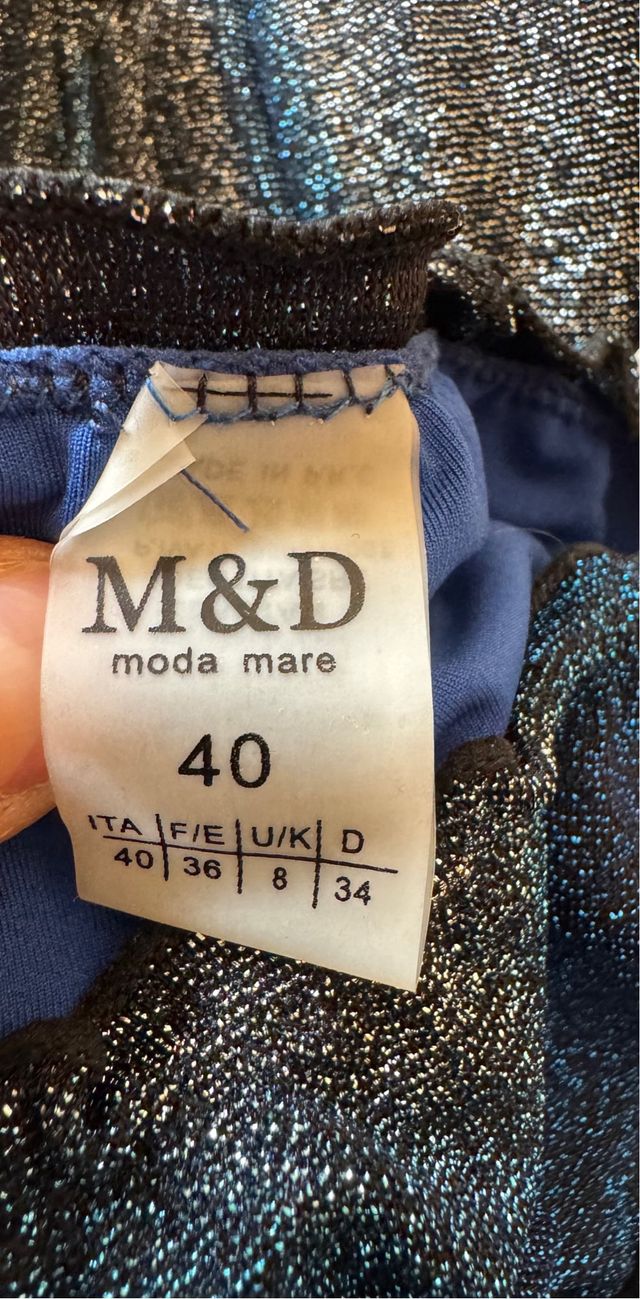 M&D
moda mare
40
ITA F/E U/K D
40 36 8 34